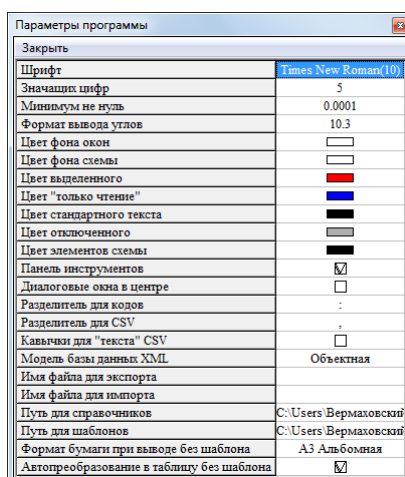 Параметры программы
Закрыть
Шрифт Times New Roman(10)
Значащих цифр 5
Минимум не нуль 0.0001
Формат вывода углов 10.3
Цвет фона окон
Цвет фона схемы
Цвет выделенного
Цвет "только чтение"
Цвет стандартного текста
Цвет отключенного
Цвет элементов схемы
Панель инструментов
Диалоговые окна в центре
Разделитель для кодов :
Разделитель для CSV ,
Кавычки для "текста" CSV
Модель базы данных XML Объектная
Имя файла для экспорта
Имя файла для импорта
Путь для справочников C:\Users\Вермаховский
Путь для шаблонов C:\Users\Вермаховский
Формат бумаги при выводе без шаблона А3 Альбомная
Автопреобразование в таблицу без шаблона